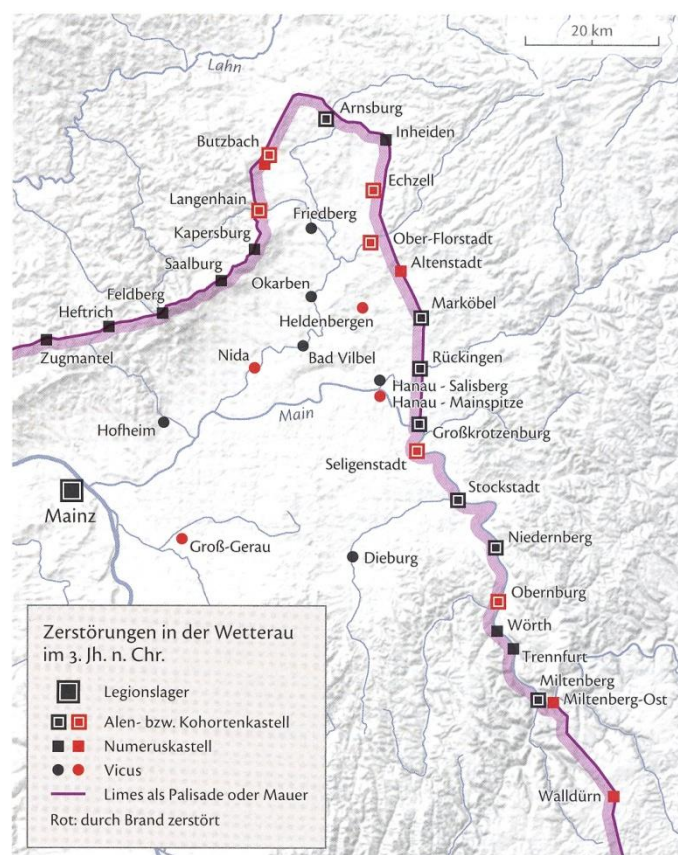 20 km
Lahn
Arnsburg
Butzbach
Inheiden
Echzell
Langenhain
Friedberg
Kapersburg
Ober-Florstadt
Saalburg
Altenstadt
Okarben
Feldberg
Heftrich
Heldenbergen
Marköbel
Zugmantel
Nida
Bad Vilbel
Rückingen
Hanau - Salisberg
Hanau - Mainspitze
Main
Hofheim
Großkrotzenburg
Seligenstadt
Mainz
Stockstadt
Groß-Gerau
Dieburg
Niedernberg
Obernburg
Wörth
Trennfurt
Miltenberg
Miltenberg-Ost
Walldürn
Zerstörungen in der Wetterau
im 3. Jh. n. Chr.
Legionslager
Alen- bzw. Kohortenkastell
Numeruskastell
Vicus
Limes als Palisade oder Mauer
Rot: durch Brand zerstört